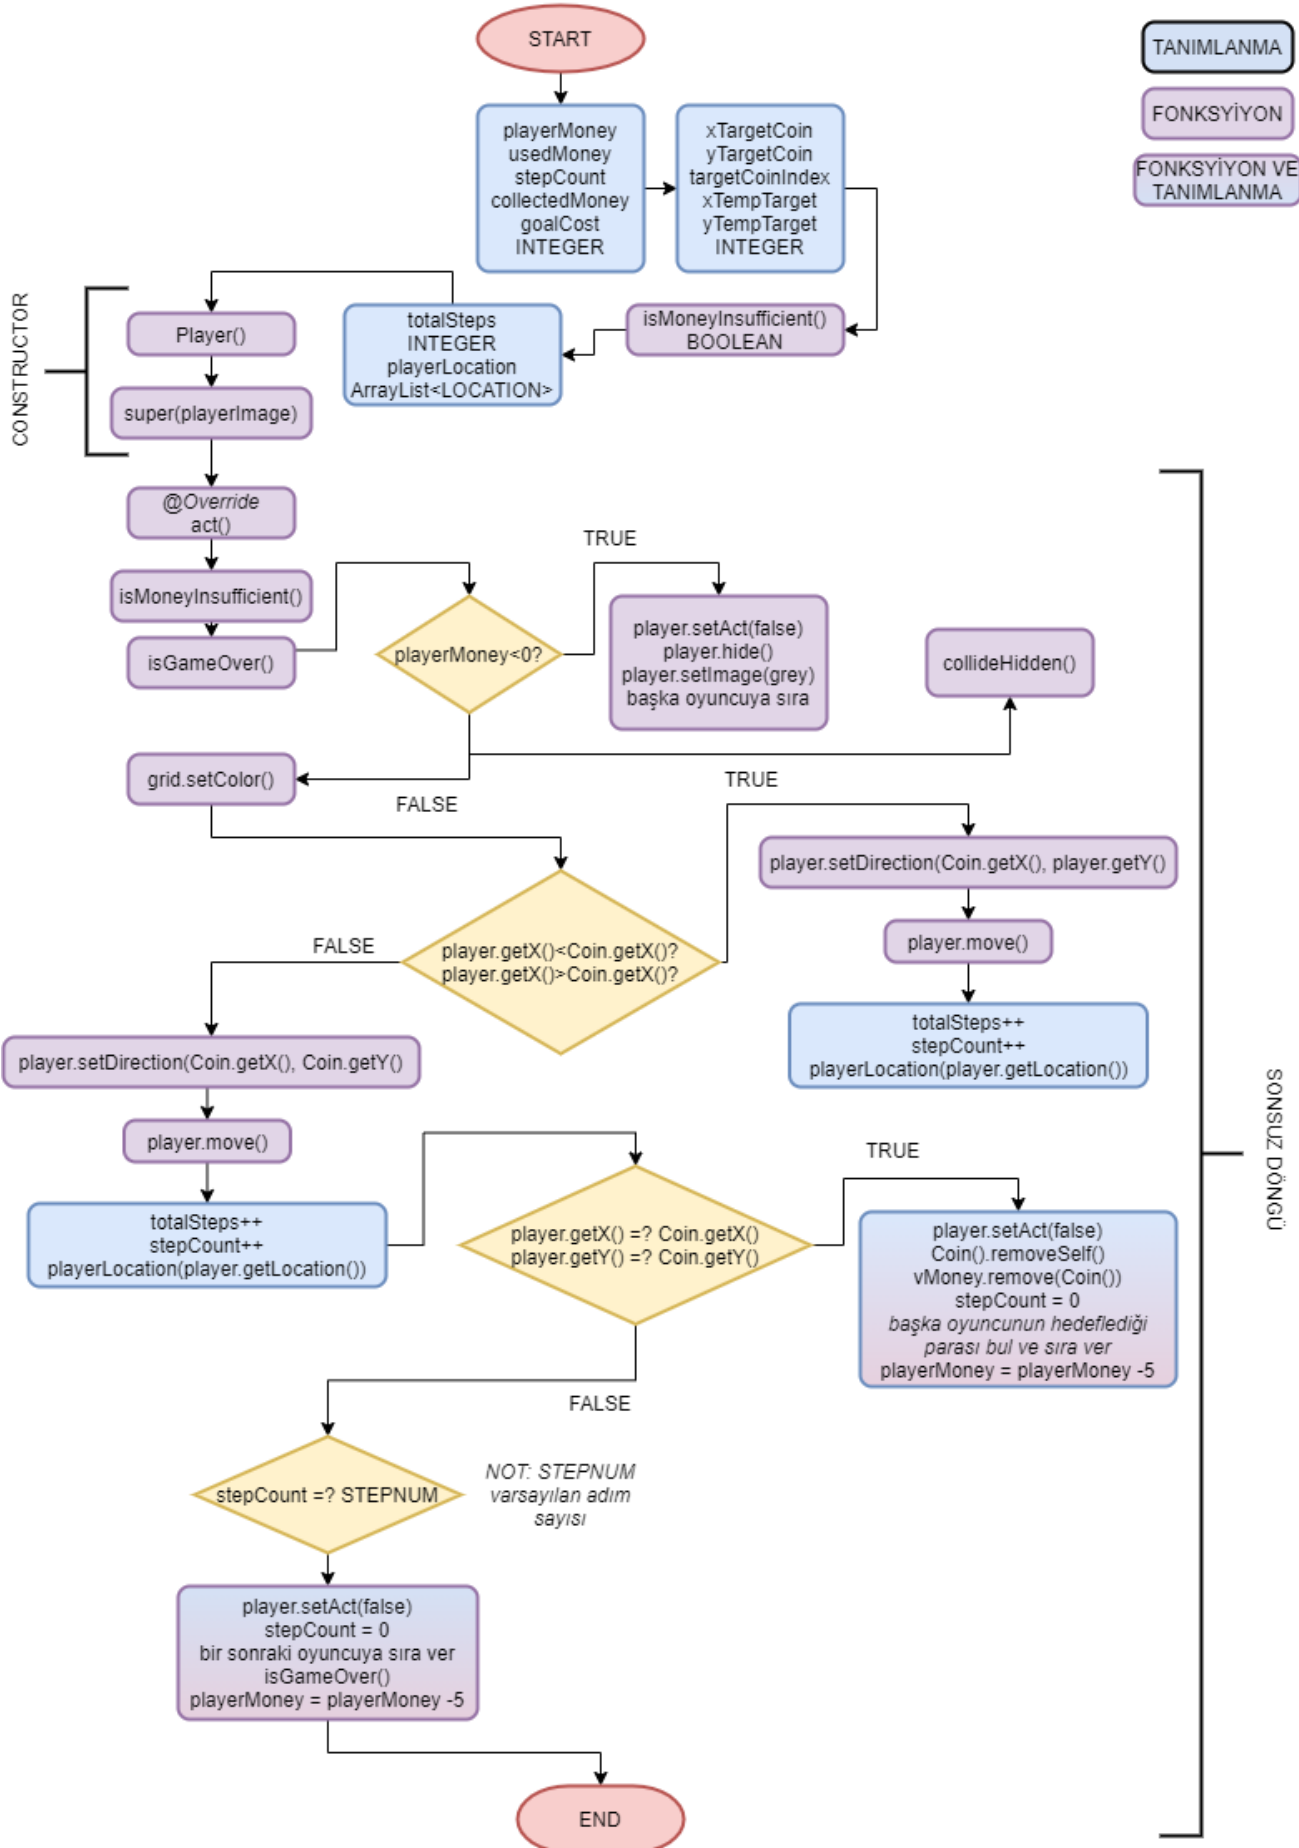 START
TANIMLANMA
FONKSYİYON
FONKSYİYON VE
TANIMLANMA
playerMoney
usedMoney
stepCount
collectedMoney
goalCost
INTEGER
xTargetCoin
yTargetCoin
targetCoinIndex
xTempTarget
yTempTarget
INTEGER
isMoneyInsufficient()
BOOLEAN
totalSteps
INTEGER
playerLocation
ArrayList<LOCATION>
CONSTRUCTOR
Player()
super(playerImage)
@Override
act()
isMoneyInsufficient()
isGameOver()
playerMoney<0?
TRUE
player.setAct(false)
player.hide()
player.setImage(grey)
başka oyuncuya sıra
collideHidden()
grid.setColor()
FALSE
TRUE
player.getX()<Coin.getX()?
player.getX()>Coin.getX()?
player.setDirection(Coin.getX(), player.getY()
player.move()
totalSteps++
stepCount++
playerLocation(player.getLocation())
FALSE
player.setDirection(Coin.getX(), Coin.getY()
player.move()
totalSteps++
stepCount++
playerLocation(player.getLocation())
player.getX() =? Coin.getX()
player.getY() =? Coin.getY()
TRUE
player.setAct(false)
Coin().removeSelf()
vMoney.remove(Coin())
stepCount = 0
başka oyuncunun hedeflediği
parası bul ve sıra ver
playerMoney = playerMoney -5
SONSUZ DÖNGÜ
FALSE
stepCount =? STEPNUM
NOT: STEPNUM
varsayılan adım
sayısı
player.setAct(false)
stepCount = 0
bir sonraki oyuncuya sıra ver
isGameOver()
playerMoney = playerMoney -5
END